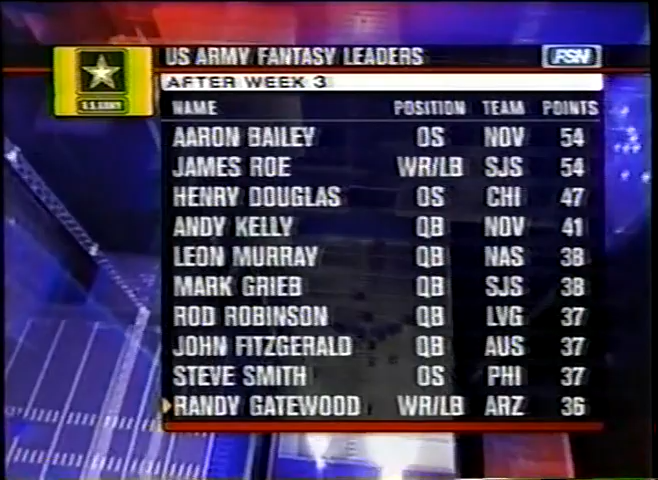 US ARMY FANTASY LEADERS FSN
AFTER WEEK 3
U.S. ARMY
NAME POSITION TEAM POINTS
AARON BAILEY OS NOV 54
JAMES ROE WR/LB SJS 54
HENRY DOUGLAS OS CHI 47
ANDY KELLY QB NOV 41
LEON MURRAY QB NAS 38
MARK GRIEB QB SJS 38
ROD ROBINSON QB LVG 37
JOHN FITZGERALD QB AUS 37
STEVE SMITH OS PHI 37
RANDY GATEWOOD WR/LB ARZ 36